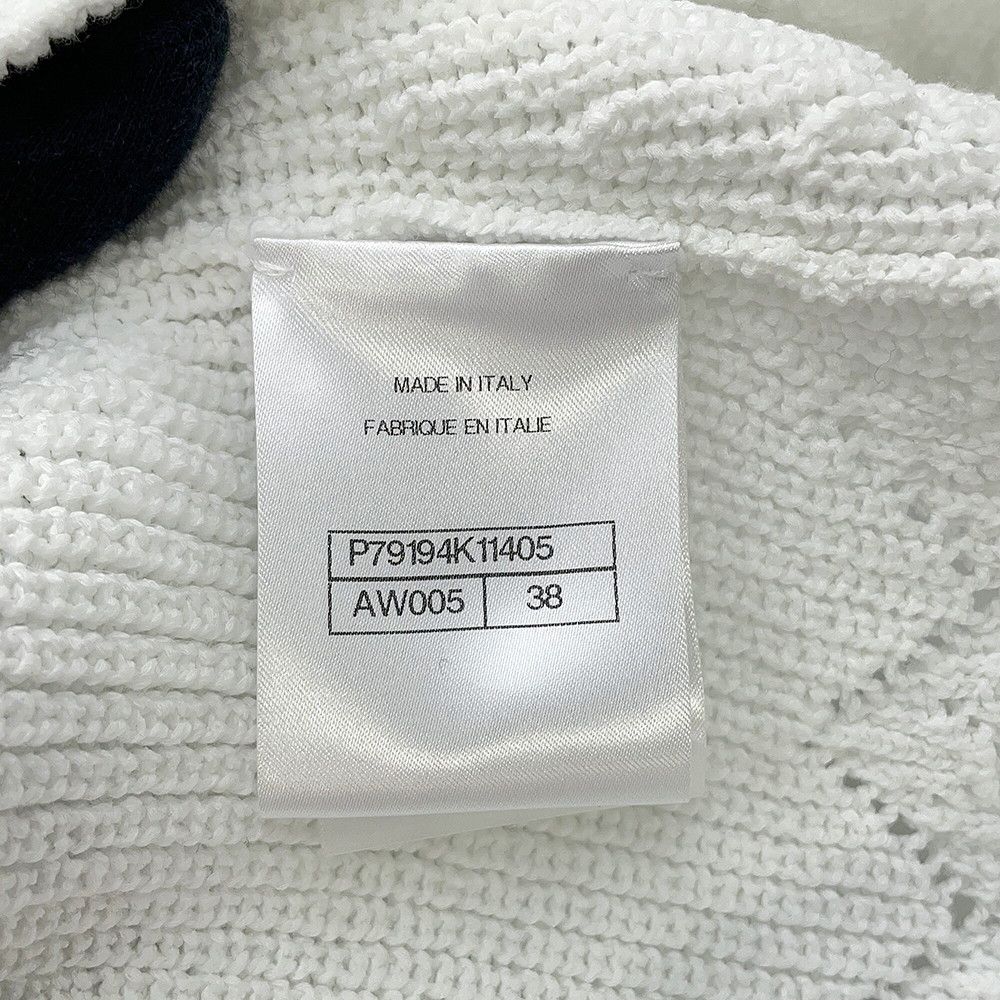 MADE IN ITALY
FABRIQUE EN ITALIE
P79194K11405
AW005 38